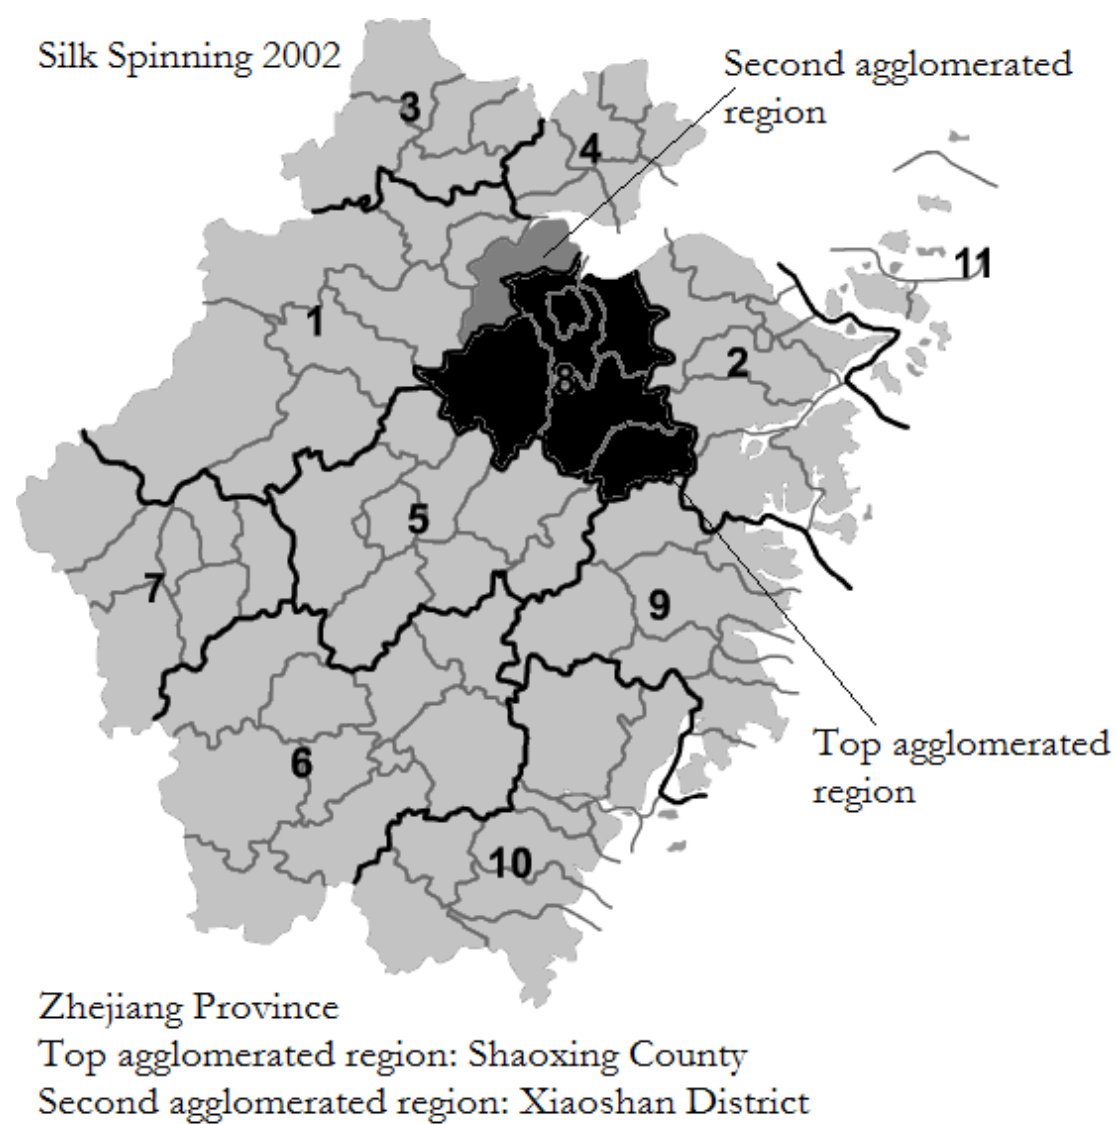 Silk Spinning 2002
Second agglomerated
region
3
4
11
1
2
8
5
7
9
6
Top agglomerated
region
10
Zhejiang Province
Top agglomerated region: Shaoxing County
Second agglomerated region: Xiaoshan District